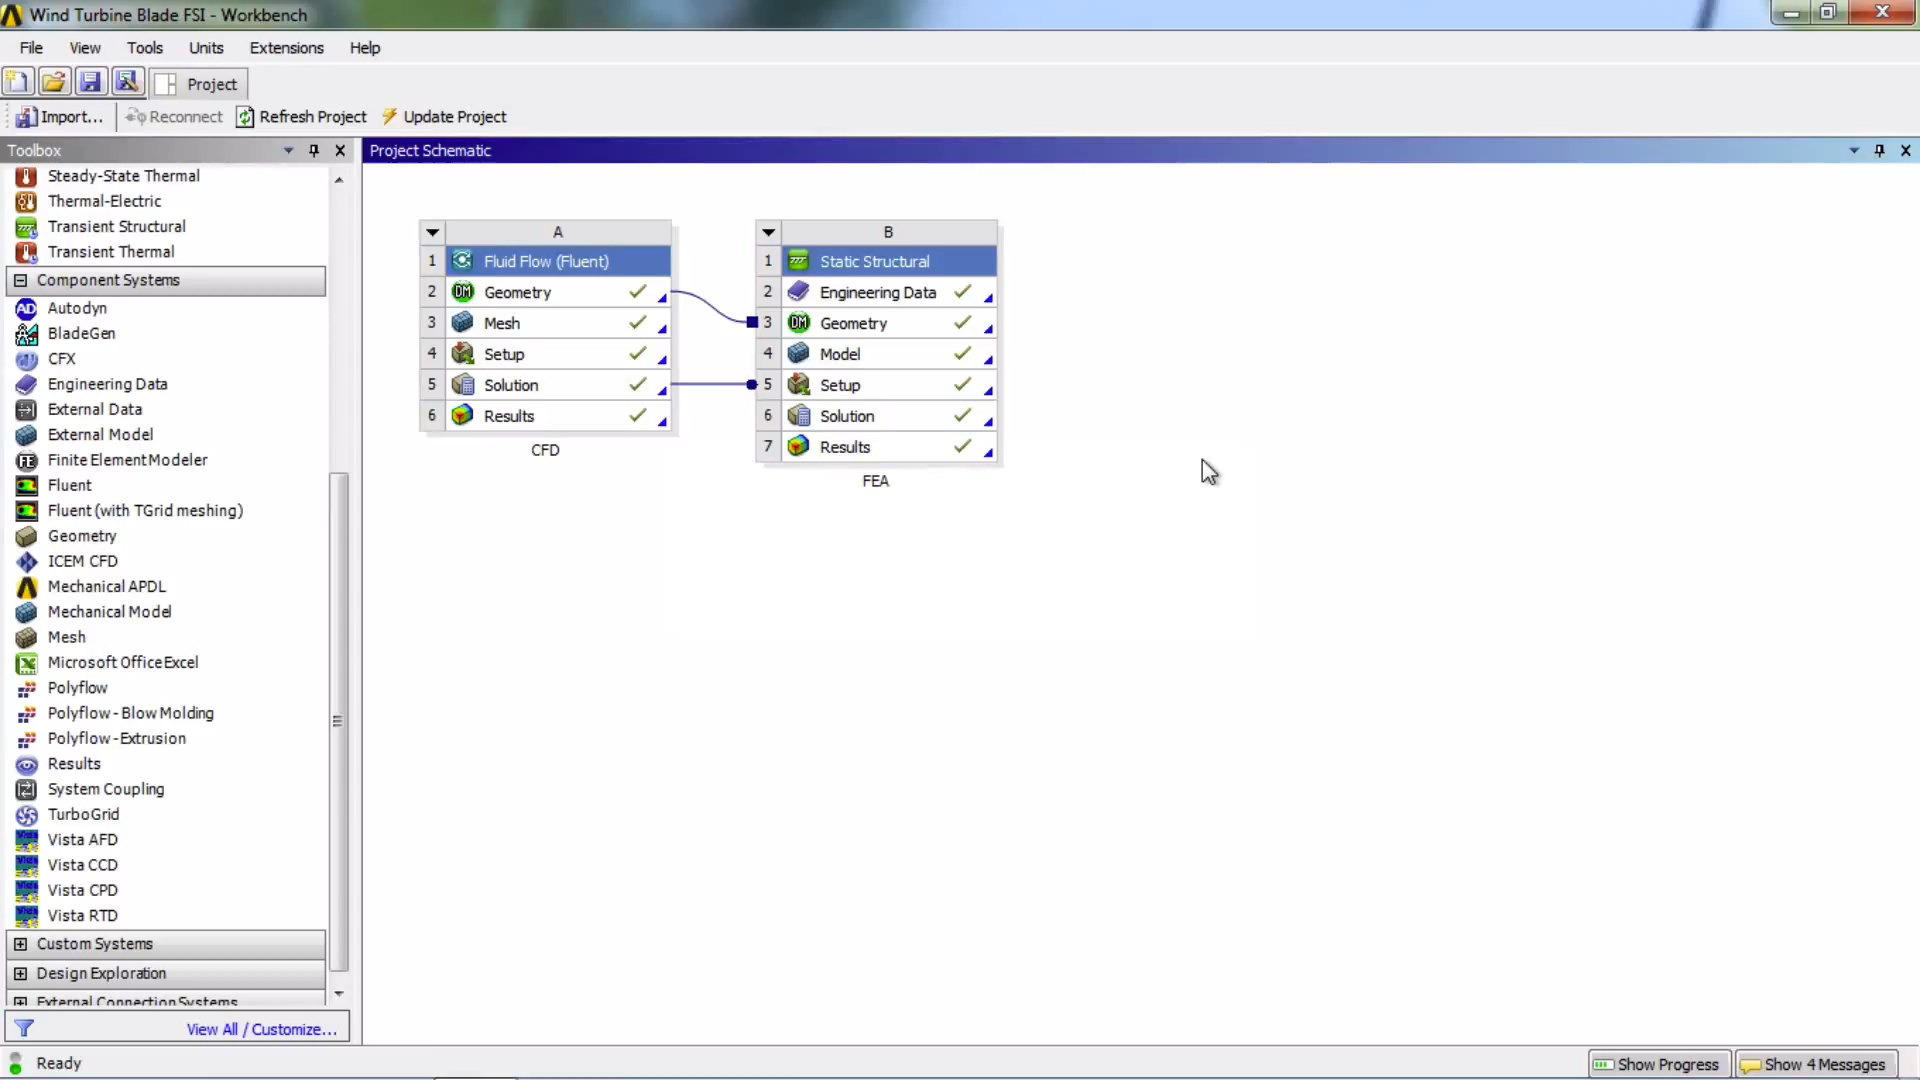 Wind Turbine Blade FSI - Workbench
File View Tools Units Extensions Help
Project
Import... Reconnect Refresh Project Update Project
Toolbox
Steady-State Thermal
Thermal-Electric
Transient Structural
Transient Thermal
Component Systems
Autodyn
BladeGen
CFX
Engineering Data
External Data
External Model
Finite Element Modeler
Fluent
Fluent (with TGrid meshing)
Geometry
ICEM CFD
Mechanical APDL
Mechanical Model
Mesh
Microsoft Office Excel
Polyflow
Polyflow - Blow Molding
Polyflow - Extrusion
Results
System Coupling
TurboGrid
Vista AFD
Vista CCD
Vista CPD
Vista RTD
Custom Systems
Design Exploration
External Connection Systems
View All / Customize...
Project Schematic
A
1 Fluid Flow (Fluent)
2 DM Geometry
3 Mesh
4 Setup
5 Solution
6 Results
CFD
B
1 Static Structural
2 Engineering Data
3 DM Geometry
4 Model
5 Setup
6 Solution
7 Results
FEA
Ready
Show Progress Show 4 Messages